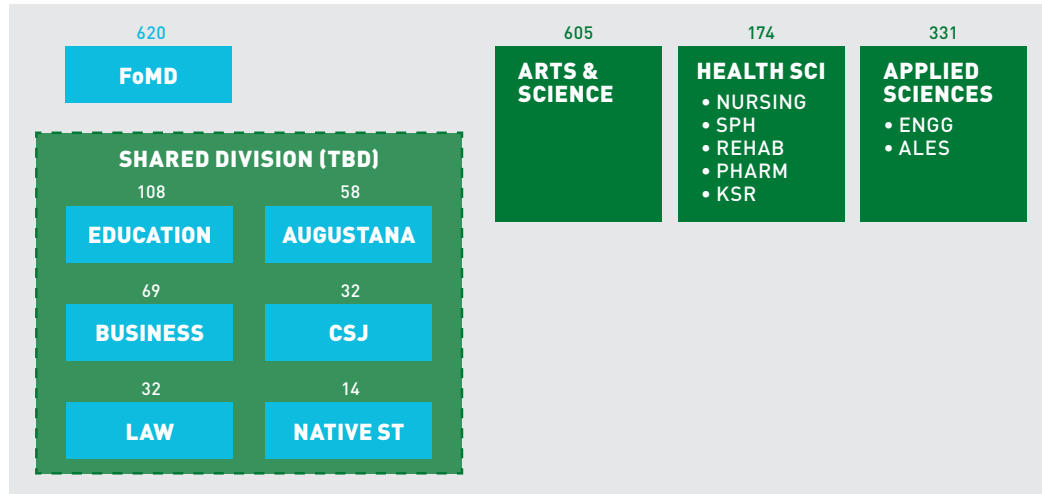 620
FoMD
SHARED DIVISION (TBD)
108
EDUCATION
58
AUGUSTANA
69
BUSINESS
32
CSJ
32
LAW
14
NATIVE ST
605
ARTS &
SCIENCE
174
HEALTH SCI
• NURSING
• SPH
• REHAB
• PHARM
• KSR
331
APPLIED
SCIENCES
• ENGG
• ALES